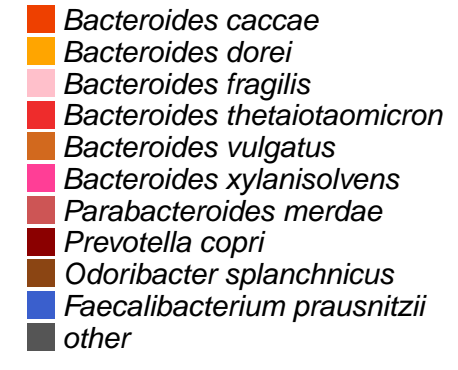 Bacteroides caccae
Bacteroides dorei
Bacteroides fragilis
Bacteroides thetaiotaomicron
Bacteroides vulgatus
Bacteroides xylanisolvens
Parabacteroides merdae
Prevotella copri
Odoribacter splanchnicus
Faecalibacterium prausnitzii
other